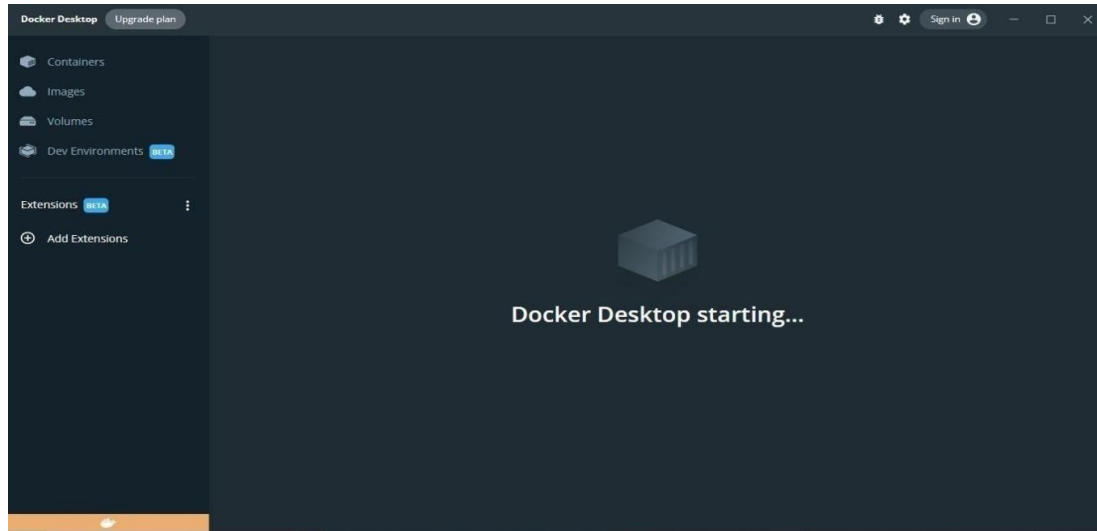 Docker Desktop Upgrade plan Sign in
Containers
Images
Volumes
Dev Environments BETA
Extensions BETA
Add Extensions
Docker Desktop starting...